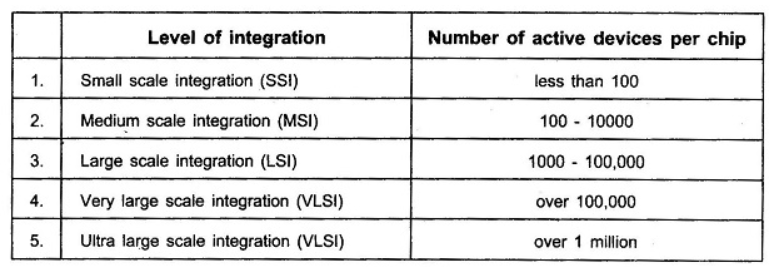 Level of integration Number of active devices per chip
1. Small scale integration (SSI) less than 100
2. Medium scale integration (MSI) 100 - 10000
3. Large scale integration (LSI) 1000 - 100,000
4. Very large scale integration (VLSI) over 100,000
5. Ultra large scale integration (VLSI) over 1 million